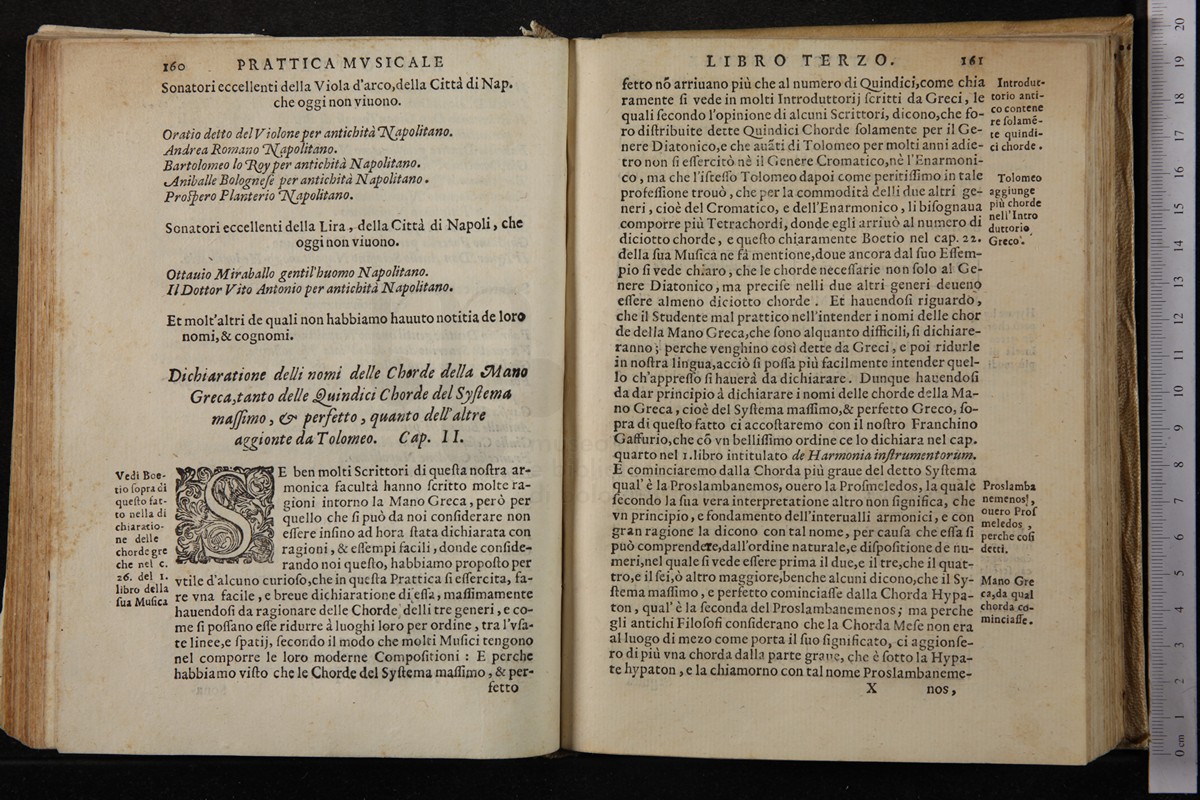 160 PRATTICA MVSICALE
Sonatori eccellenti della Viola d'arco,della Città di Nap.
che oggi non viuono.
Oratio detto del Violone per antichità Napolitano.
Andrea Romano Napolitano.
Bartolomeo lo Roy per antichità Napolitano.
Aniballe Bolognese per antichità Napolitano.
Prospero Planterio Napolitano.
Sonatori eccellenti della Lira, della Città di Napoli, che
oggi non viuono.
Ottauio Miraballo gentil'huomo Napolitano.
Il Dottor Vito Antonio per antichità Napolitano.
Et molt'altri de quali non habbiamo hauuto notitia de loro
nomi,& cognomi.
Dichiaratione delli nomi delle Chorde della Mano
Greca,tanto delle Quindici Chorde del Systema
massimo, & perfetto, quanto dell'altre
aggionte da Tolomeo. Cap. II.
Vedi Boe-
tio sopra di
questo fat-
to nella di
chiaratio-
ne delle
chorde gre
che nel c.
26. del 1.
libro della
sua Musica
SE ben molti Scrittori di questa nostra ar-
monica facultà hanno scritto molte ra-
gioni intorno la Mano Greca, però per
quello che si può da noi considerare non
essere insino ad hora stata dichiarata con
ragioni, & essempi facili, donde conside-
rando noi questo, habbiamo proposto per
vtile d'alcuno curioso,che in questa Prattica si essercita, fa-
re vna facile, e breue dichiaratione di essa, massimamente
hauendosi da ragionare delle Chorde delli tre generi, e co-
me si possano esse ridurre à luoghi loro per ordine, tra l'vsa-
te linee,e spatij, secondo il modo che molti Musici tengono
nel comporre le loro moderne Compositioni : E perche
habbiamo visto che le Chorde del Systema massimo, & per-
fetto
LIBRO TERZO. 161
fetto nõ arriuano più che al numero di Quindici,come chia
ramente si vede in molti Introduttorij scritti da Greci, le
quali secondo l'opinione di alcuni Scrittori, dicono,che fo-
ro distribuite dette Quindici Chorde solamente per il Ge-
nere Diatonico,e che auãti di Tolomeo per molti anni adie-
tro non si essercitò nè il Genere Cromatico,nè l'Enarmoni-
co, ma che l'istesso Tolomeo dapoi come peritissimo in tale
professione trouò, che per la commodità delli due altri ge-
neri, cioè del Cromatico, e dell'Enarmonico, li bisognaua
comporre più Tetrachordi, donde egli arriuò al numero di
diciotto chorde, e questo chiaramente Boetio nel cap. 22.
della sua Musica ne fà mentione,doue ancora dal suo Essem-
pio si vede chiaro, che le chorde necessarie non solo al Ge-
nere Diatonico, ma precise nelli due altri generi deueno
essere almeno diciotto chorde. Et hauendosi riguardo,
che il Studente mal prattico nell'intender i nomi delle chor
de della Mano Greca,che sono alquanto difficili, si dichiare-
ranno; perche venghino così dette da Greci, e poi ridurle
in nostra lingua,acciò si possa più facilmente intender quel-
lo ch'appresso si hauerà da dichiarare. Dunque hauendosi
da dar principio à dichiarare i nomi delle chorde della Ma-
no Greca, cioè del Systema massimo,& perfetto Greco, so-
pra di questo fatto ci accostaremo con il nostro Franchino
Gaffurio,che cõ vn bellissimo ordine ce lo dichiara nel cap.
quarto nel 1.libro intitulato de Harmonia instrumentorum.
E cominciaremo dalla Chorda più graue del detto Systema
qual' è la Proslambanemos, ouero la Prosmeledos, la quale
secondo la sua vera interpretatione altro non significa, che
vn principio, e fondamento dell'interualli armonici, e con
gran ragione la dicono con tal nome, per causa che essa si
può comprendere,dall'ordine naturale,e dispositione de nu-
meri,nel quale si vede essere prima il due,e il tre,che il quat-
tro,e il sei,ò altro maggiore,benche alcuni dicono,che il Sy-
stema massimo, e perfetto cominciasse dalla Chorda Hypa-
ton, qual' è la seconda del Proslambanemenos; ma perche
gli antichi Filosofi considerano che la Chorda Mese non era
al luogo di mezo come porta il suo significato, ci aggionse-
ro di più vna chorda dalla parte graue, che è sotto la Hypa-
te hypaton, e la chiamorno con tal nome Proslambaneme-
X nos,
Introdut-
torio anti-
co contene
re solamẽ-
te quindi-
ci chorde.
Tolomeo
aggiunge
più chorde
nell'Intro
duttorio
Greco.
Proslamba
nemenos,
ouero Pros
meledos,
perche cosi
detti.
Mano Gre
ca,da qual
chorda co-
minciasse.
0 cm 1 2 3 4 5 6 7 8 9 10 11 12 13 14 15 16 17 18 19 20